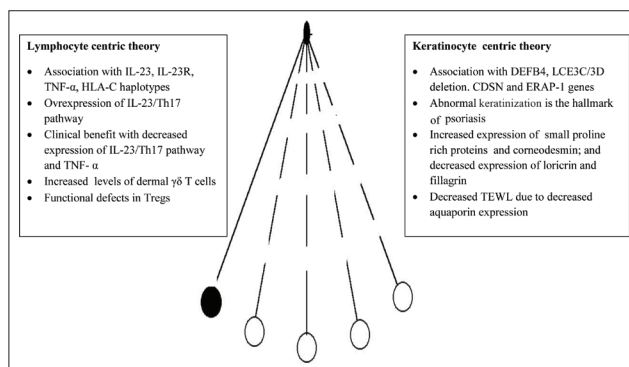 Lymphocyte centric theory
• Association with IL-23, IL-23R,
TNF-α, HLA-C haplotypes
• Ovrexpression of IL-23/Th17
pathway
• Clinical benefit with decreased
expression of IL-23/Th17 pathway
and TNF- α
• Increased levels of dermal γδ T cells
• Functional defects in Tregs
Keratinocyte centric theory
• Association with DEFB4, LCE3C/3D
deletion. CDSN and ERAP-1 genes
• Abnormal keratinization is the hallmark
of psoriasis
• Increased expression of small proline
rich proteins and corneodesmin; and
decreased expression of loricrin and
fillagrin
• Decreased TEWL due to decreased
aquaporin expression